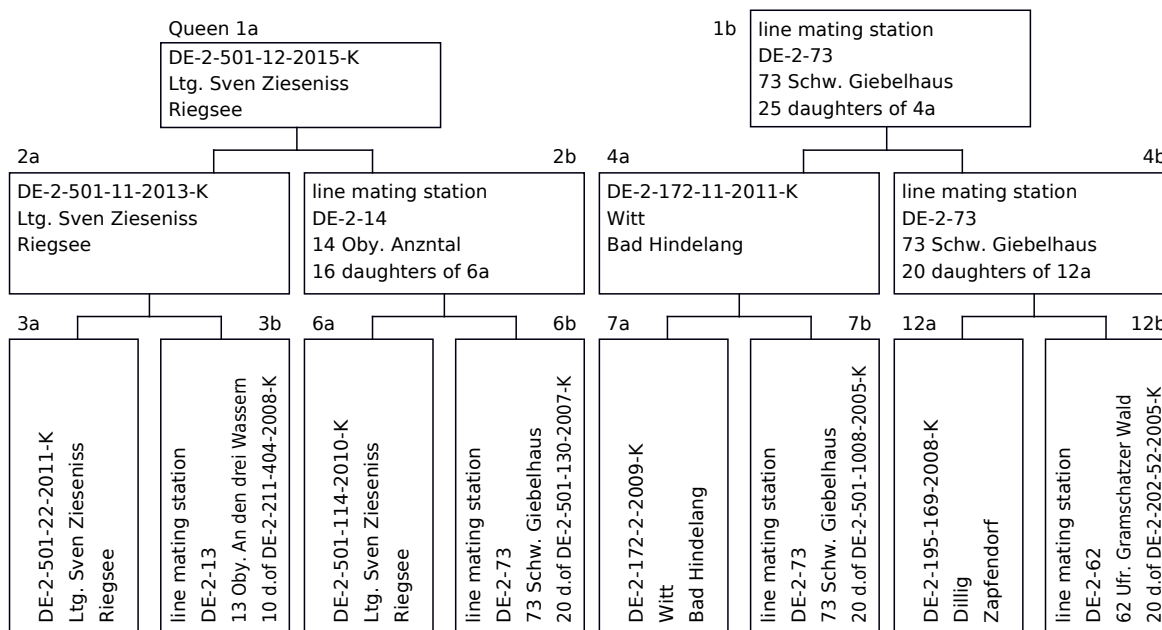 Queen 1a
DE-2-501-12-2015-K
Ltg. Sven Zieseniss
Riegsee
1b
line mating station
DE-2-73
73 Schw. Giebelhaus
25 daughters of 4a
2a
DE-2-501-11-2013-K
Ltg. Sven Zieseniss
Riegsee
2b
line mating station
DE-2-14
14 Oby. Anzntal
16 daughters of 6a
4a
DE-2-172-11-2011-K
Witt
Bad Hindelang
4b
line mating station
DE-2-73
73 Schw. Giebelhaus
20 daughters of 12a
3a
DE-2-501-22-2011-K
Ltg. Sven Zieseniss
Riegsee
3b
line mating station
DE-2-13
13 Oby. An den drei Wassern
10 d.of DE-2-211-404-2008-K
6a
DE-2-501-114-2010-K
Ltg. Sven Zieseniss
Riegsee
6b
line mating station
DE-2-73
73 Schw. Giebelhaus
20 d.of DE-2-501-130-2007-K
7a
DE-2-172-2-2009-K
Witt
Bad Hindelang
7b
line mating station
DE-2-73
73 Schw. Giebelhaus
20 d.of DE-2-501-1008-2005-K
12a
DE-2-195-169-2008-K
Dillig
Zapfendorf
12b
line mating station
DE-2-62
62 Ufr. Gramschatzer Wald
20 d.of DE-2-202-52-2005-K